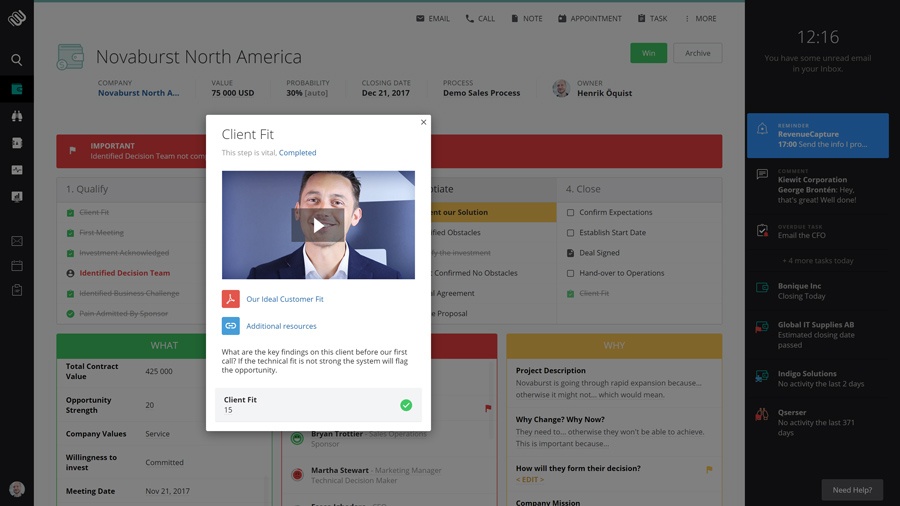 EMAIL
CALL
NOTE
APPOINTMENT
TASK
MORE
Novaburst North America
Win
Archive
COMPANY
Novaburst North A...
VALUE
75 000 USD
PROBABILITY
30% [auto]
CLOSING DATE
Dec 21, 2017
PROCESS
Demo Sales Process
OWNER
Henrik Öquist
IMPORTANT
Identified Decision Team not
1. Qualify
Client Fit
First Meeting
Investment Acknowledged
Identified Decision Team
Identified Business Challenge
Pain Admitted By Sponsor
our Solution
Obstacles
the Investment
Confirmed No Obstacles
Agreement
Proposal
4. Close
Confirm Expectations
Establish Start Date
Deal Signed
Hand-over to Operations
Client Fit
Client Fit
This step is vital, Completed
Our Ideal Customer Fit
Additional resources
What are the key findings on this client before our first
call? If the technical fit is not strong the system will flag
the opportunity.
Client Fit
15
WHAT
Total Contract
Value
425 000
Opportunity
Strength
20
Company Values
Service
Willingness to
invest
Committed
Meeting Date
Nov 21, 2017
Bryan Trottier - Sales Operations
Sponsor
Martha Stewart - Marketing Manager
Technical Decision Maker
WHY
Project Description
Novaburst is going through rapid expansion because...
otherwise it might not... which would mean.
Why Change? Why Now?
They need to... otherwise they won't be able to achieve.
This is important because...
How will they form their decision?
< EDIT >
Company Mission
12:16
You have some unread email
in your Inbox.
REMINDER
RevenueCapture
17:00 Send the info I pro...
COMMENT
Kiewit Corporation
George Brontén: Hey,
that's great! Well done!
OVERDUE TASK
Email the CFO
+ 4 more tasks today
Bonique Inc
Closing Today
Global IT Supplies AB
Estimated closing date
passed
Indigo Solutions
No activity the last 2 days
Qserser
No activity the last 371
days
Need Help?